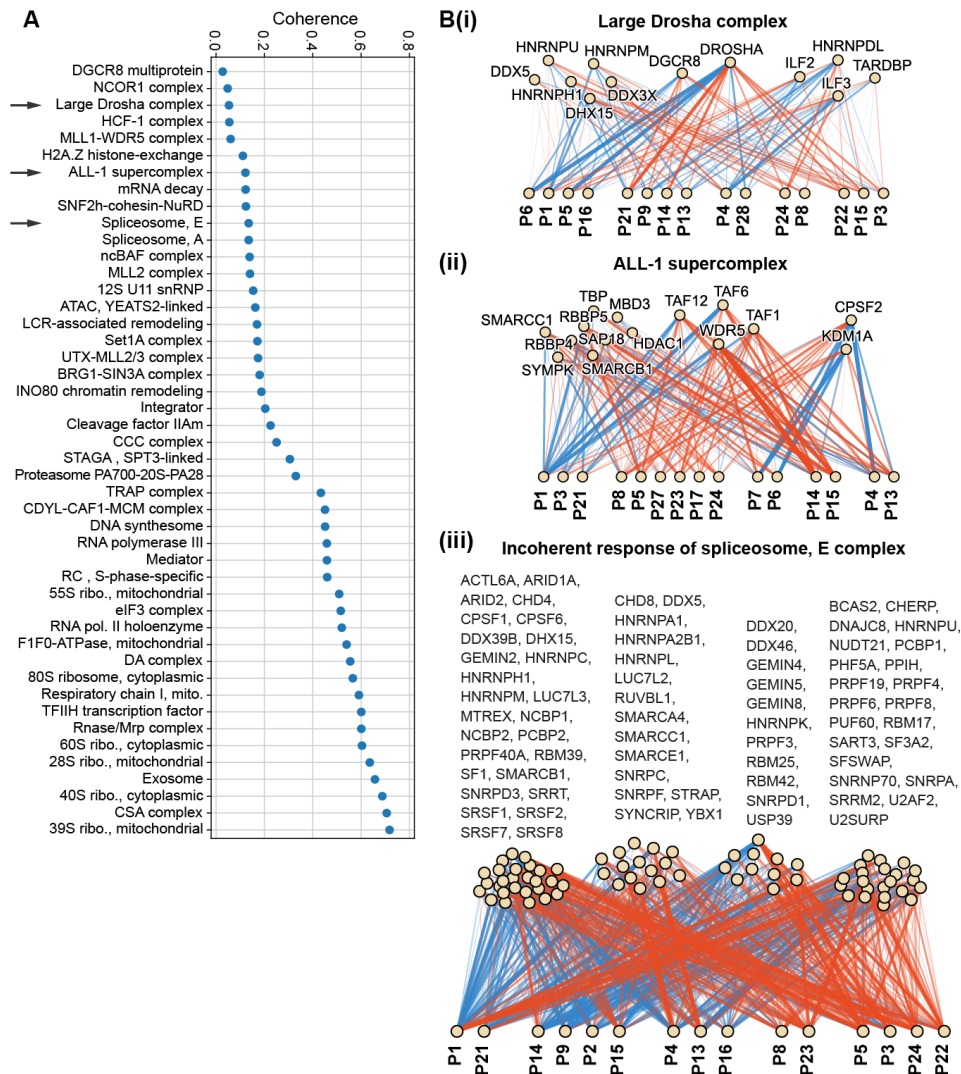 A
Coherence
0.0 0.2 0.4 0.6 0.8
DGCR8 multiprotein
NCOR1 complex
Large Drosha complex
HCF-1 complex
MLL1-WDR5 complex
H2A.Z histone-exchange
ALL-1 supercomplex
mRNA decay
SNF2h-cohesin-NuRD
Spliceosome, E
Spliceosome, A
ncBAF complex
MLL2 complex
12S U11 snRNP
ATAC, YEATS2-linked
LCR-associated remodeling
Set1A complex
UTX-MLL2/3 complex
BRG1-SIN3A complex
INO80 chromatin remodeling
Integrator
Cleavage factor IIAm
CCC complex
STAGA , SPT3-linked
Proteasome PA700-20S-PA28
TRAP complex
CDYL-CAF1-MCM complex
DNA synthesome
RNA polymerase III
Mediator
RC , S-phase-specific
55S ribo., mitochondrial
eIF3 complex
RNA pol. II holoenzyme
F1F0-ATPase, mitochondrial
DA complex
80S ribosome, cytoplasmic
Respiratory chain I, mito.
TFIIH transcription factor
Rnase/Mrp complex
60S ribo., cytoplasmic
28S ribo., mitochondrial
Exosome
40S ribo., cytoplasmic
CSA complex
39S ribo., mitochondrial
B(i)
Large Drosha complex
HNRNPU
HNRNPM
DROSHA
HNRNPDL
DDX5
DGCR8
ILF2
TARDBP
HNRNPH1
DDX3X
ILF3
DHX15
P6 P1 P5 P16 P21 P9 P14 P13 P4 P28 P24 P8 P22 P15 P3
(ii)
ALL-1 supercomplex
TBP
MBD3
TAF6
TAF12
CPSF2
SMARCC1
RBBP5
TAF1
WDR5
KDM1A
RBBP4
SAP18
HDAC1
SYMPK
SMARCB1
P1 P3 P21 P8 P5 P27 P23 P17 P24 P7 P6 P14 P15 P4 P13
(iii)
Incoherent response of spliceosome, E complex
ACTL6A, ARID1A,
ARID2, CHD4,
CPSF1, CPSF6,
DDX39B, DHX15,
GEMIN2, HNRNPC,
HNRNPH1,
HNRNPM, LUC7L3,
MTREX, NCBP1,
NCBP2, PCBP2,
PRPF40A, RBM39,
SF1, SMARCB1,
SNRPD3, SRRT,
SRSF1, SRSF2,
SRSF7, SRSF8
CHD8, DDX5,
HNRNPA1,
HNRNPA2B1,
HNRNPL,
LUC7L2,
RUVBL1,
SMARCA4,
SMARCC1,
SMARCE1,
SNRPC,
SNRPF, STRAP,
SYNCRIP, YBX1
DDX20,
DDX46,
GEMIN4,
GEMIN5,
GEMIN8,
HNRNPK,
PRPF3,
RBM25,
RBM42,
SNRPD1,
USP39
BCAS2, CHERP,
DNAJC8, HNRNPU,
NUDT21, PCBP1,
PHF5A, PPIH,
PRPF19, PRPF4,
PRPF6, PRPF8,
PUF60, RBM17,
SART3, SF3A2,
SFSWAP,
SNRNP70, SNRPA,
SRRM2, U2AF2,
U2SURP
P1 P21 P14 P9 P2 P15 P4 P13 P16 P8 P23 P5 P3 P24 P22